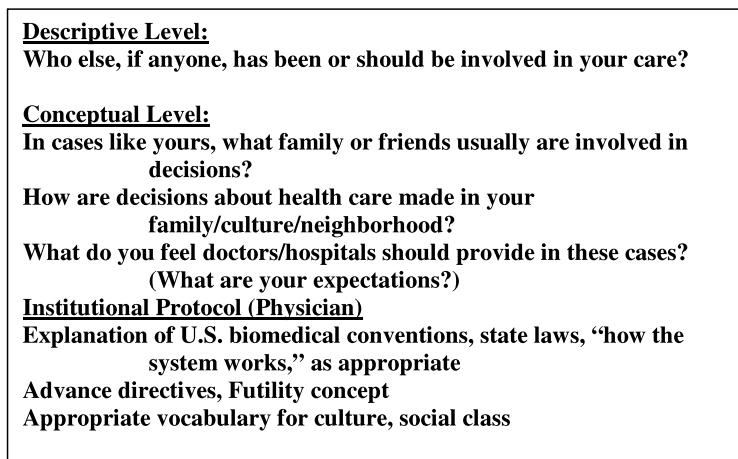 Descriptive Level:
Who else, if anyone, has been or should be involved in your care?
Conceptual Level:
In cases like yours, what family or friends usually are involved in
decisions?
How are decisions about health care made in your
family/culture/neighborhood?
What do you feel doctors/hospitals should provide in these cases?
(What are your expectations?)
Institutional Protocol (Physician)
Explanation of U.S. biomedical conventions, state laws, “how the
system works,” as appropriate
Advance directives, Futility concept
Appropriate vocabulary for culture, social class